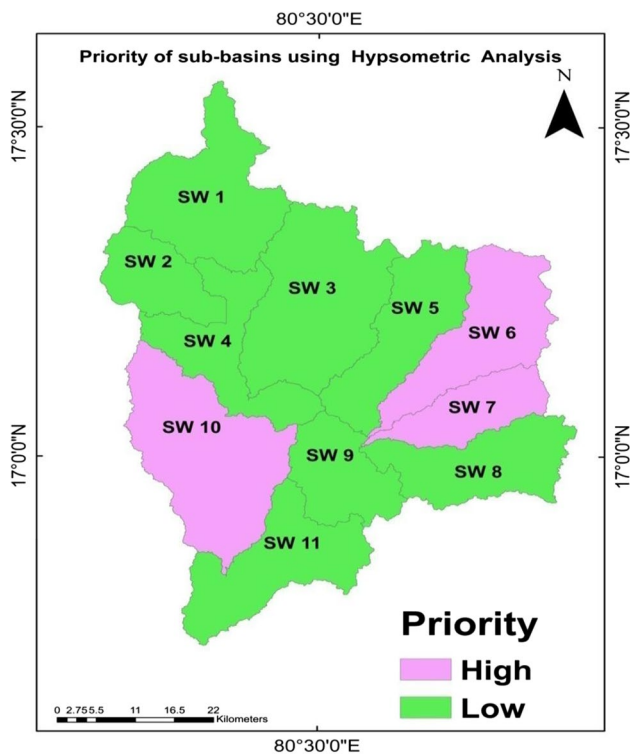 80°30'0"E
Priority of sub-basins using Hypsometric Analysis
N
17°30'0"N
17°30'0"N
SW 1
SW 2
SW 3
SW 5
SW 6
SW 4
SW 7
SW 10
17°0'0"N
17°0'0"N
SW 9
SW 8
SW 11
Priority
High
Low
0 2.75 5.5 11 16.5 22
Kilometers
80°30'0"E